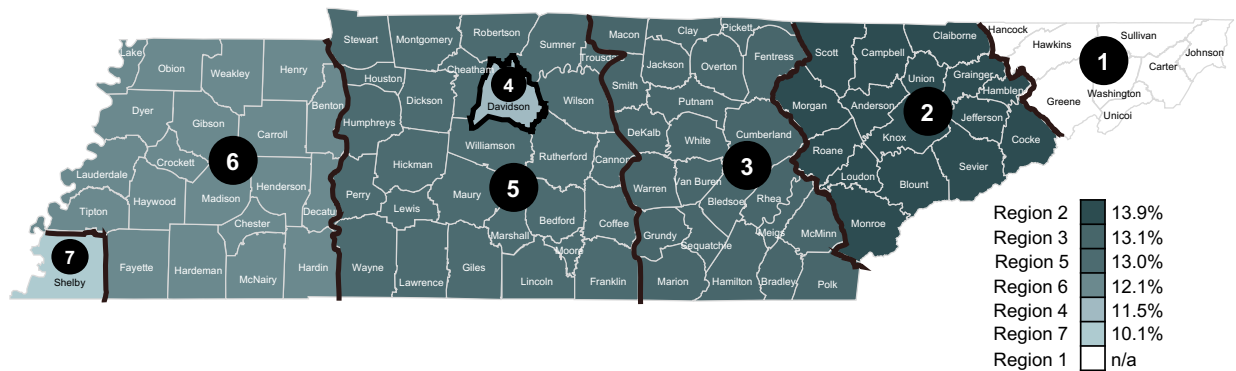 Lake
Obion
Weakley
Henry
Dyer
Gibson
Carroll
Benton
Crockett
Lauderdale
Haywood
Madison
Henderson
Decatu
Tipton
Chester
Shelby
Fayette
Hardeman
McNairy
Hardin
6
7
Stewart
Montgomery
Robertson
Sumner
Trousd
Houston
Cheatham
Dickson
4
Davidson
Wilson
Humphreys
Williamson
Rutherford
Cannon
Hickman
Perry
Lewis
Maury
5
Bedford
Coffee
Marshall
Moore
Wayne
Lawrence
Giles
Lincoln
Franklin
Macon
Clay
Pickett
Jackson
Overton
Fentress
Smith
Putnam
DeKalb
White
Cumberland
3
Warren
Van Buren
Bledsoe
Rhea
Grundy
Sequatchie
Meigs
McMinn
Marion
Hamilton
Bradley
Polk
Scott
Campbell
Claiborne
Union
Grainger
Hamblen
Morgan
Anderson
2
Jefferson
Cocke
Knox
Roane
Loudon
Blount
Sevier
Monroe
Hancock
Hawkins
Sullivan
Johnson
1
Carter
Greene
Washington
Unicoi
Region 2 13.9%
Region 3 13.1%
Region 5 13.0%
Region 6 12.1%
Region 4 11.5%
Region 7 10.1%
Region 1 n/a